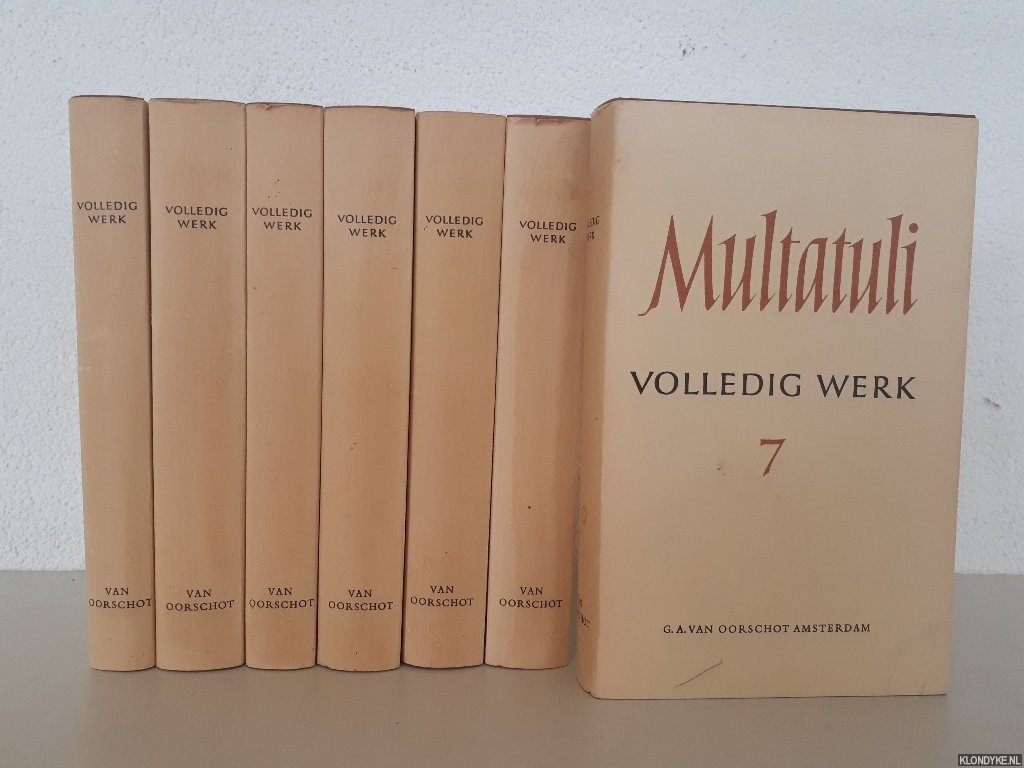 VOLLEDIG
WERK
VAN
OORSCHOT
VOLLEDIG
WERK
VAN
OORSCHOT
VOLLEDIG
WERK
VAN
OORSCHOT
VOLLEDIG
WERK
VAN
OORSCHOT
VOLLEDIG
WERK
VAN
OORSCHOT
VOLLEDIG
WERK
VAN
OORSCHOT
Multatuli
VOLLEDIG WERK
7
G. A. VAN OORSCHOT AMSTERDAM
KLONDYKE.NL